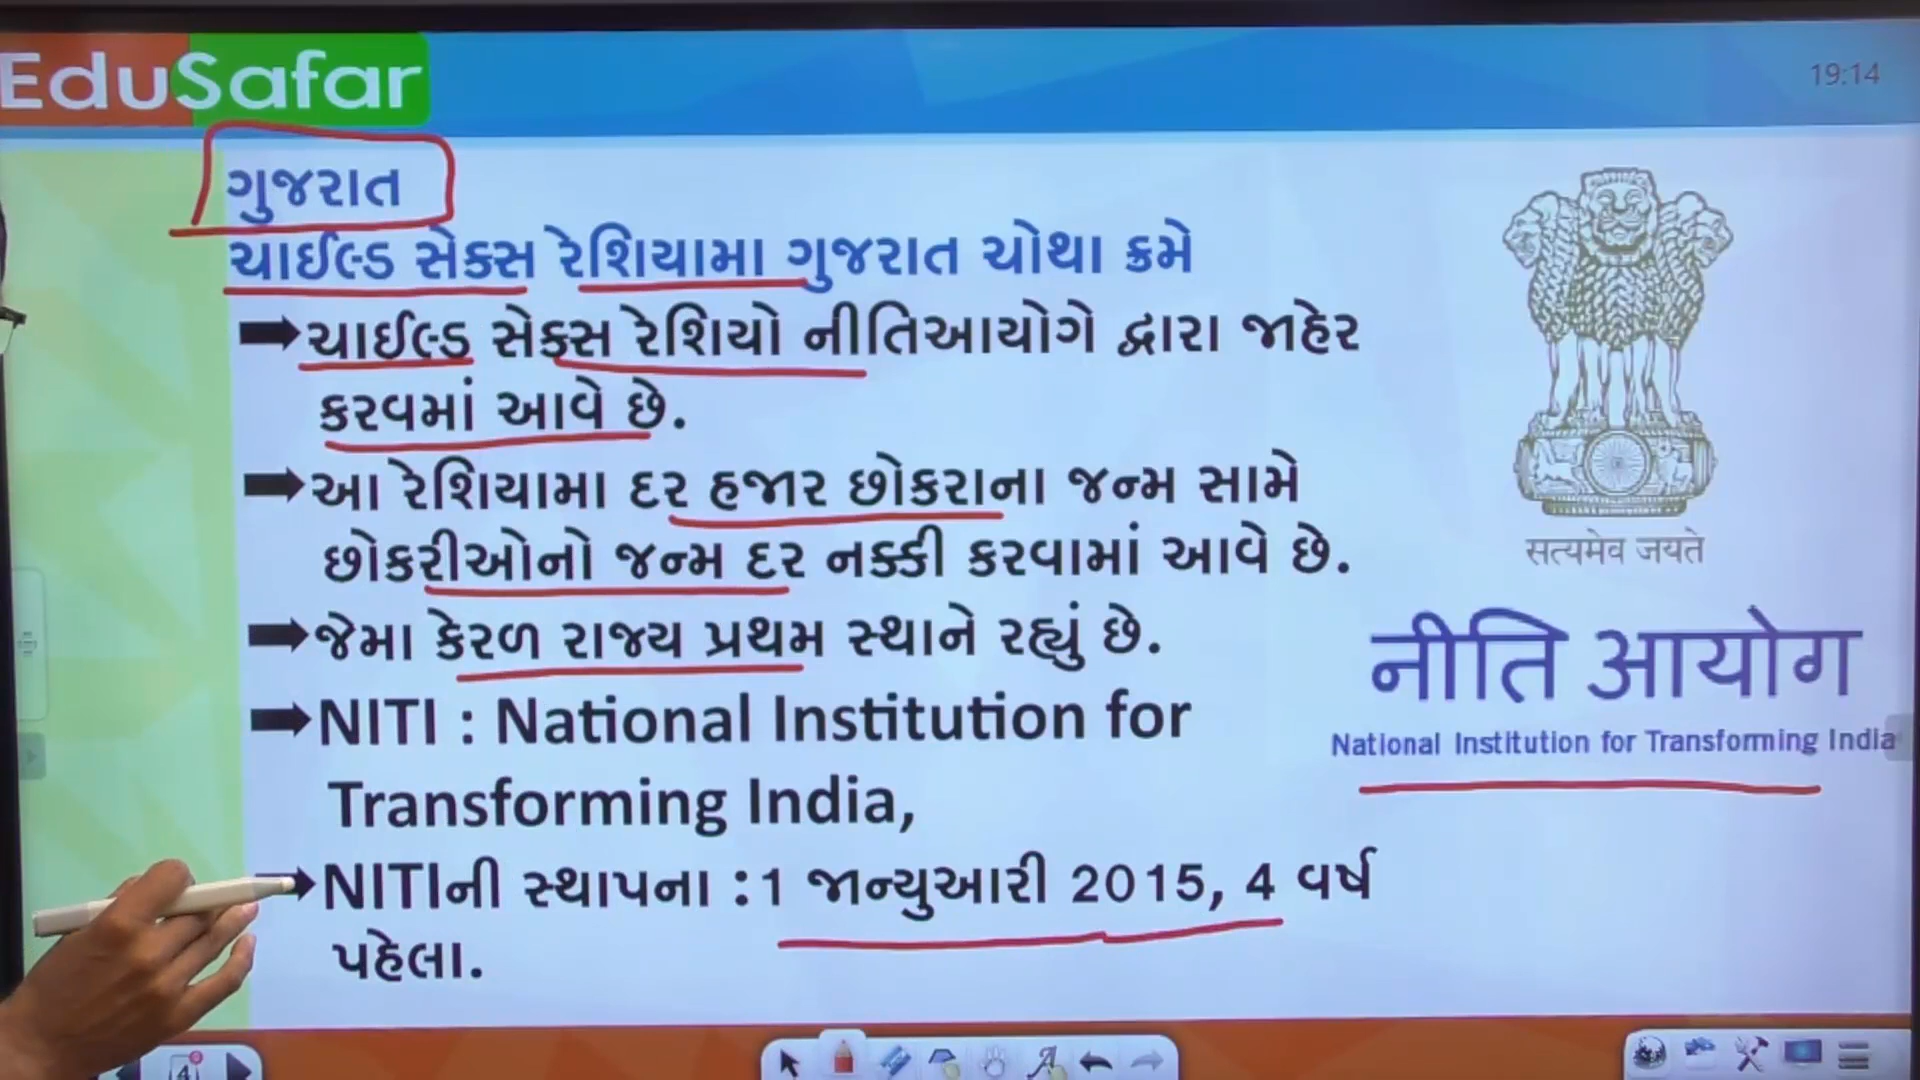 EduSafar
19:14
ગુજરાત
ચાઈલ્ડ સેક્સ રેશિયામા ગુજરાત ચોથા ક્રમે
ચાઈલ્ડ સેક્સ રેશિયો નીતિઆયોગે દ્વારા જાહેર
કરવમાં આવે છે.
આ રેશિયામા દર હજાર છોકરાના જન્મ સામે
છોકરીઓનો જન્મ દર નક્કી કરવામાં આવે છે.
જેમા કેરળ રાજ્ય પ્રથમ સ્થાને રહ્યું છે.
NITI : National Institution for
Transforming India,
NITIની સ્થાપના : 1 જાન્યુઆરી 2015, 4 વર્ષ
પહેલા.
सत्यमेव जयते
नीति आयोग
National Institution for Transforming India
4